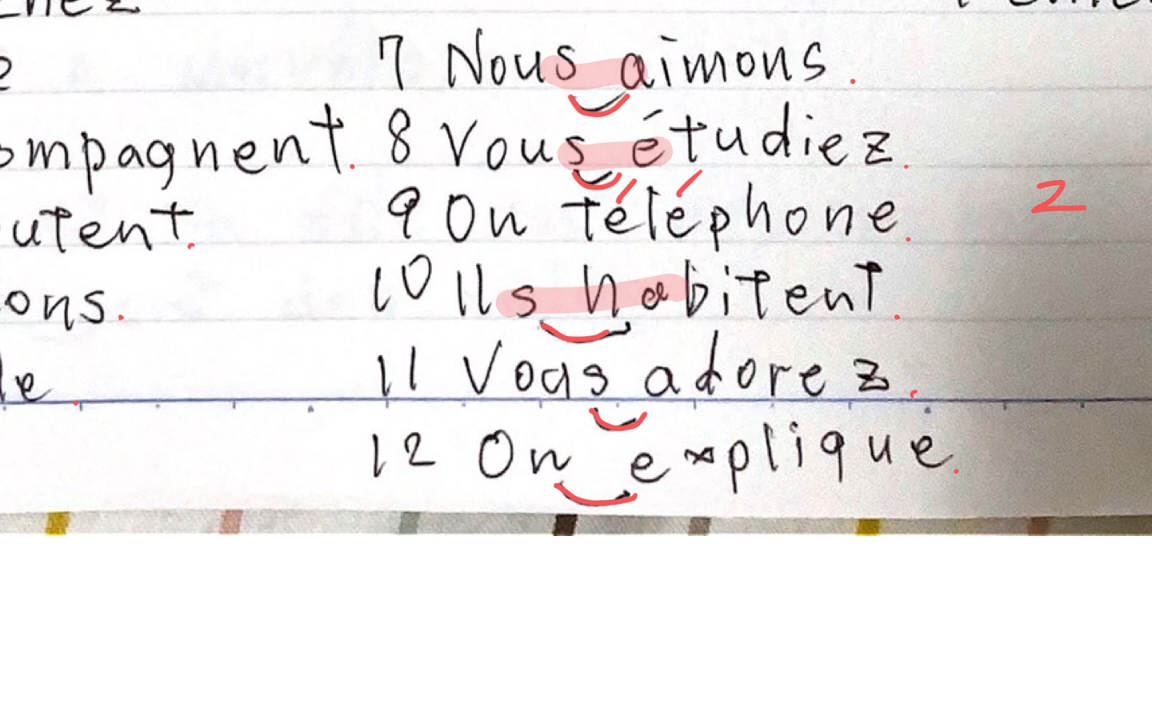 7 Nous aimons.
ompagnent. 8 Vous étudiez.
utent. 9 On téléphone. 2
ons. 10 Ils habitent.
le. 11 Vous adorez.
12 On explique.